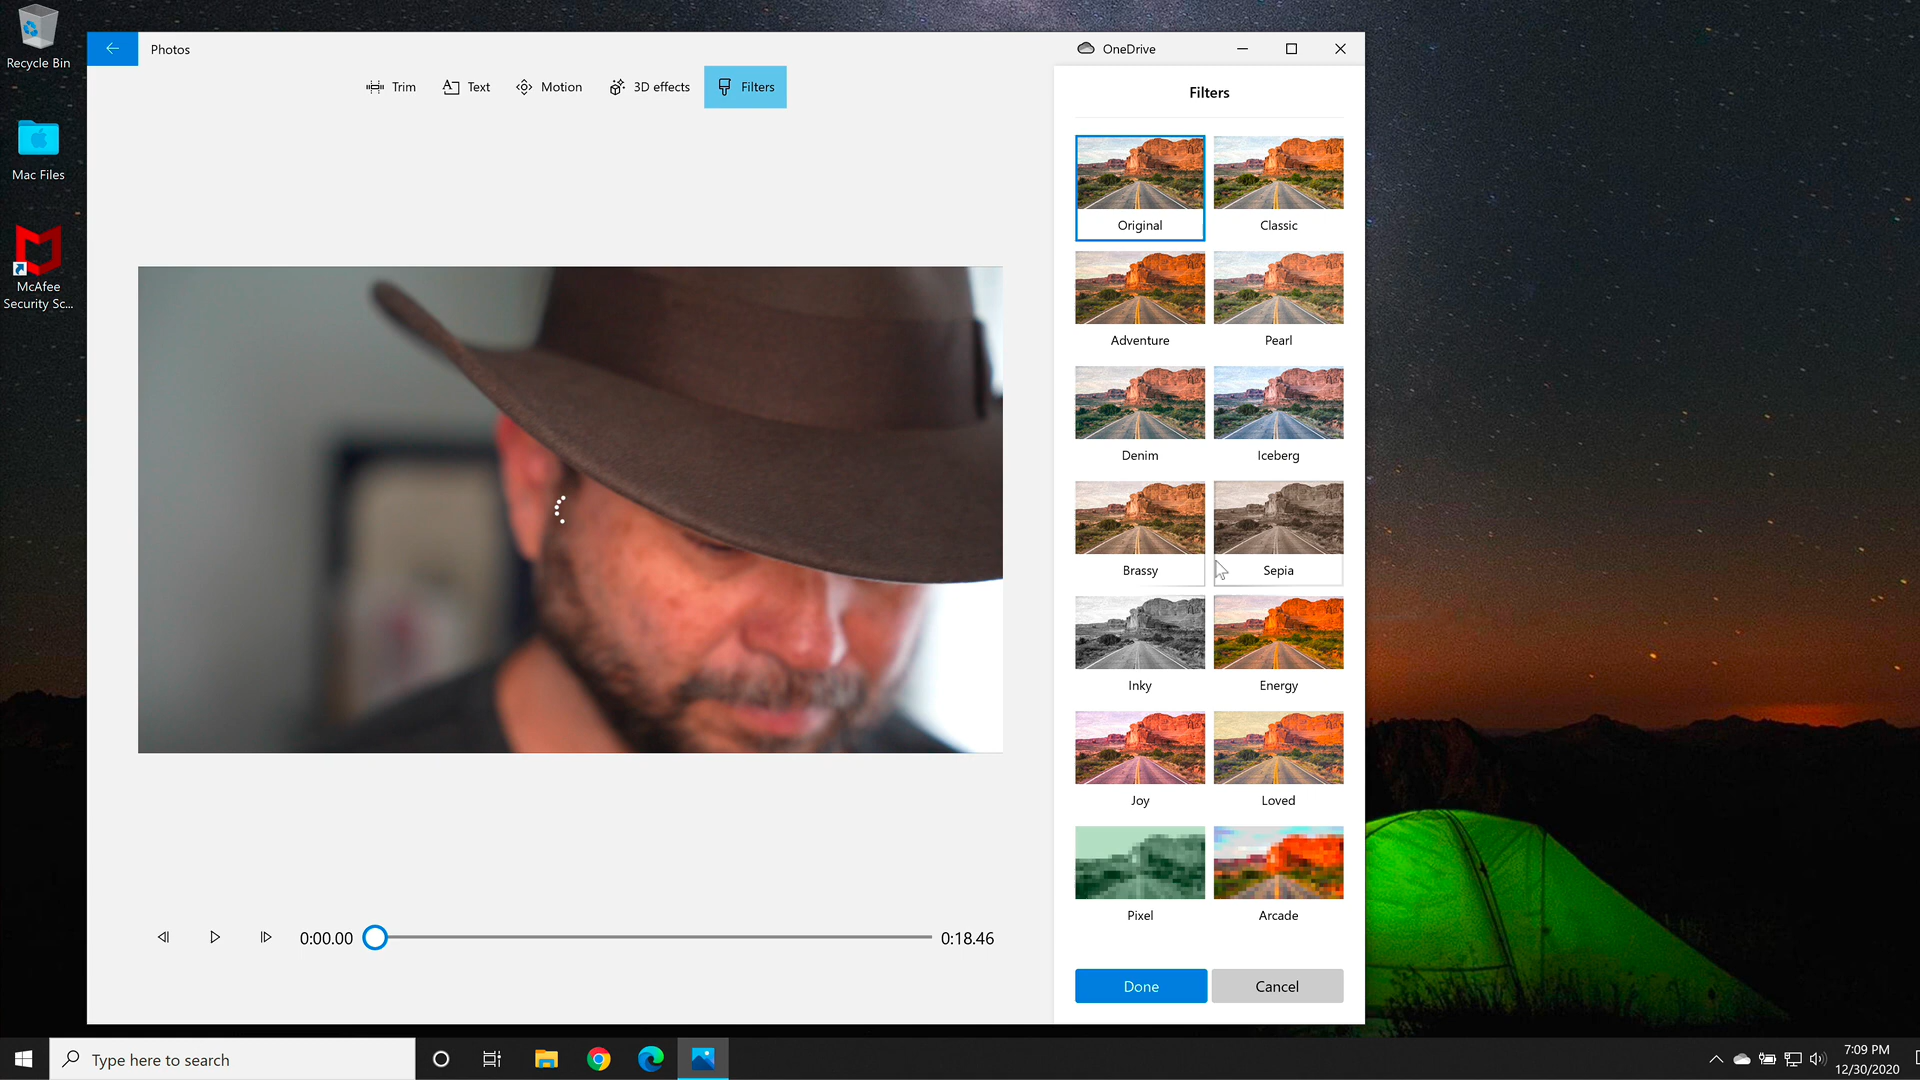 Recycle Bin
Mac Files
McAfee
Security Sc...
Photos
OneDrive
Trim
Text
Motion
3D effects
Filters
Filters
Original
Classic
Adventure
Pearl
Denim
Iceberg
Brassy
Sepia
Inky
Energy
Joy
Loved
Pixel
Arcade
0:00.00
0:18.46
Done
Cancel
Type here to search
7:09 PM
12/30/2020